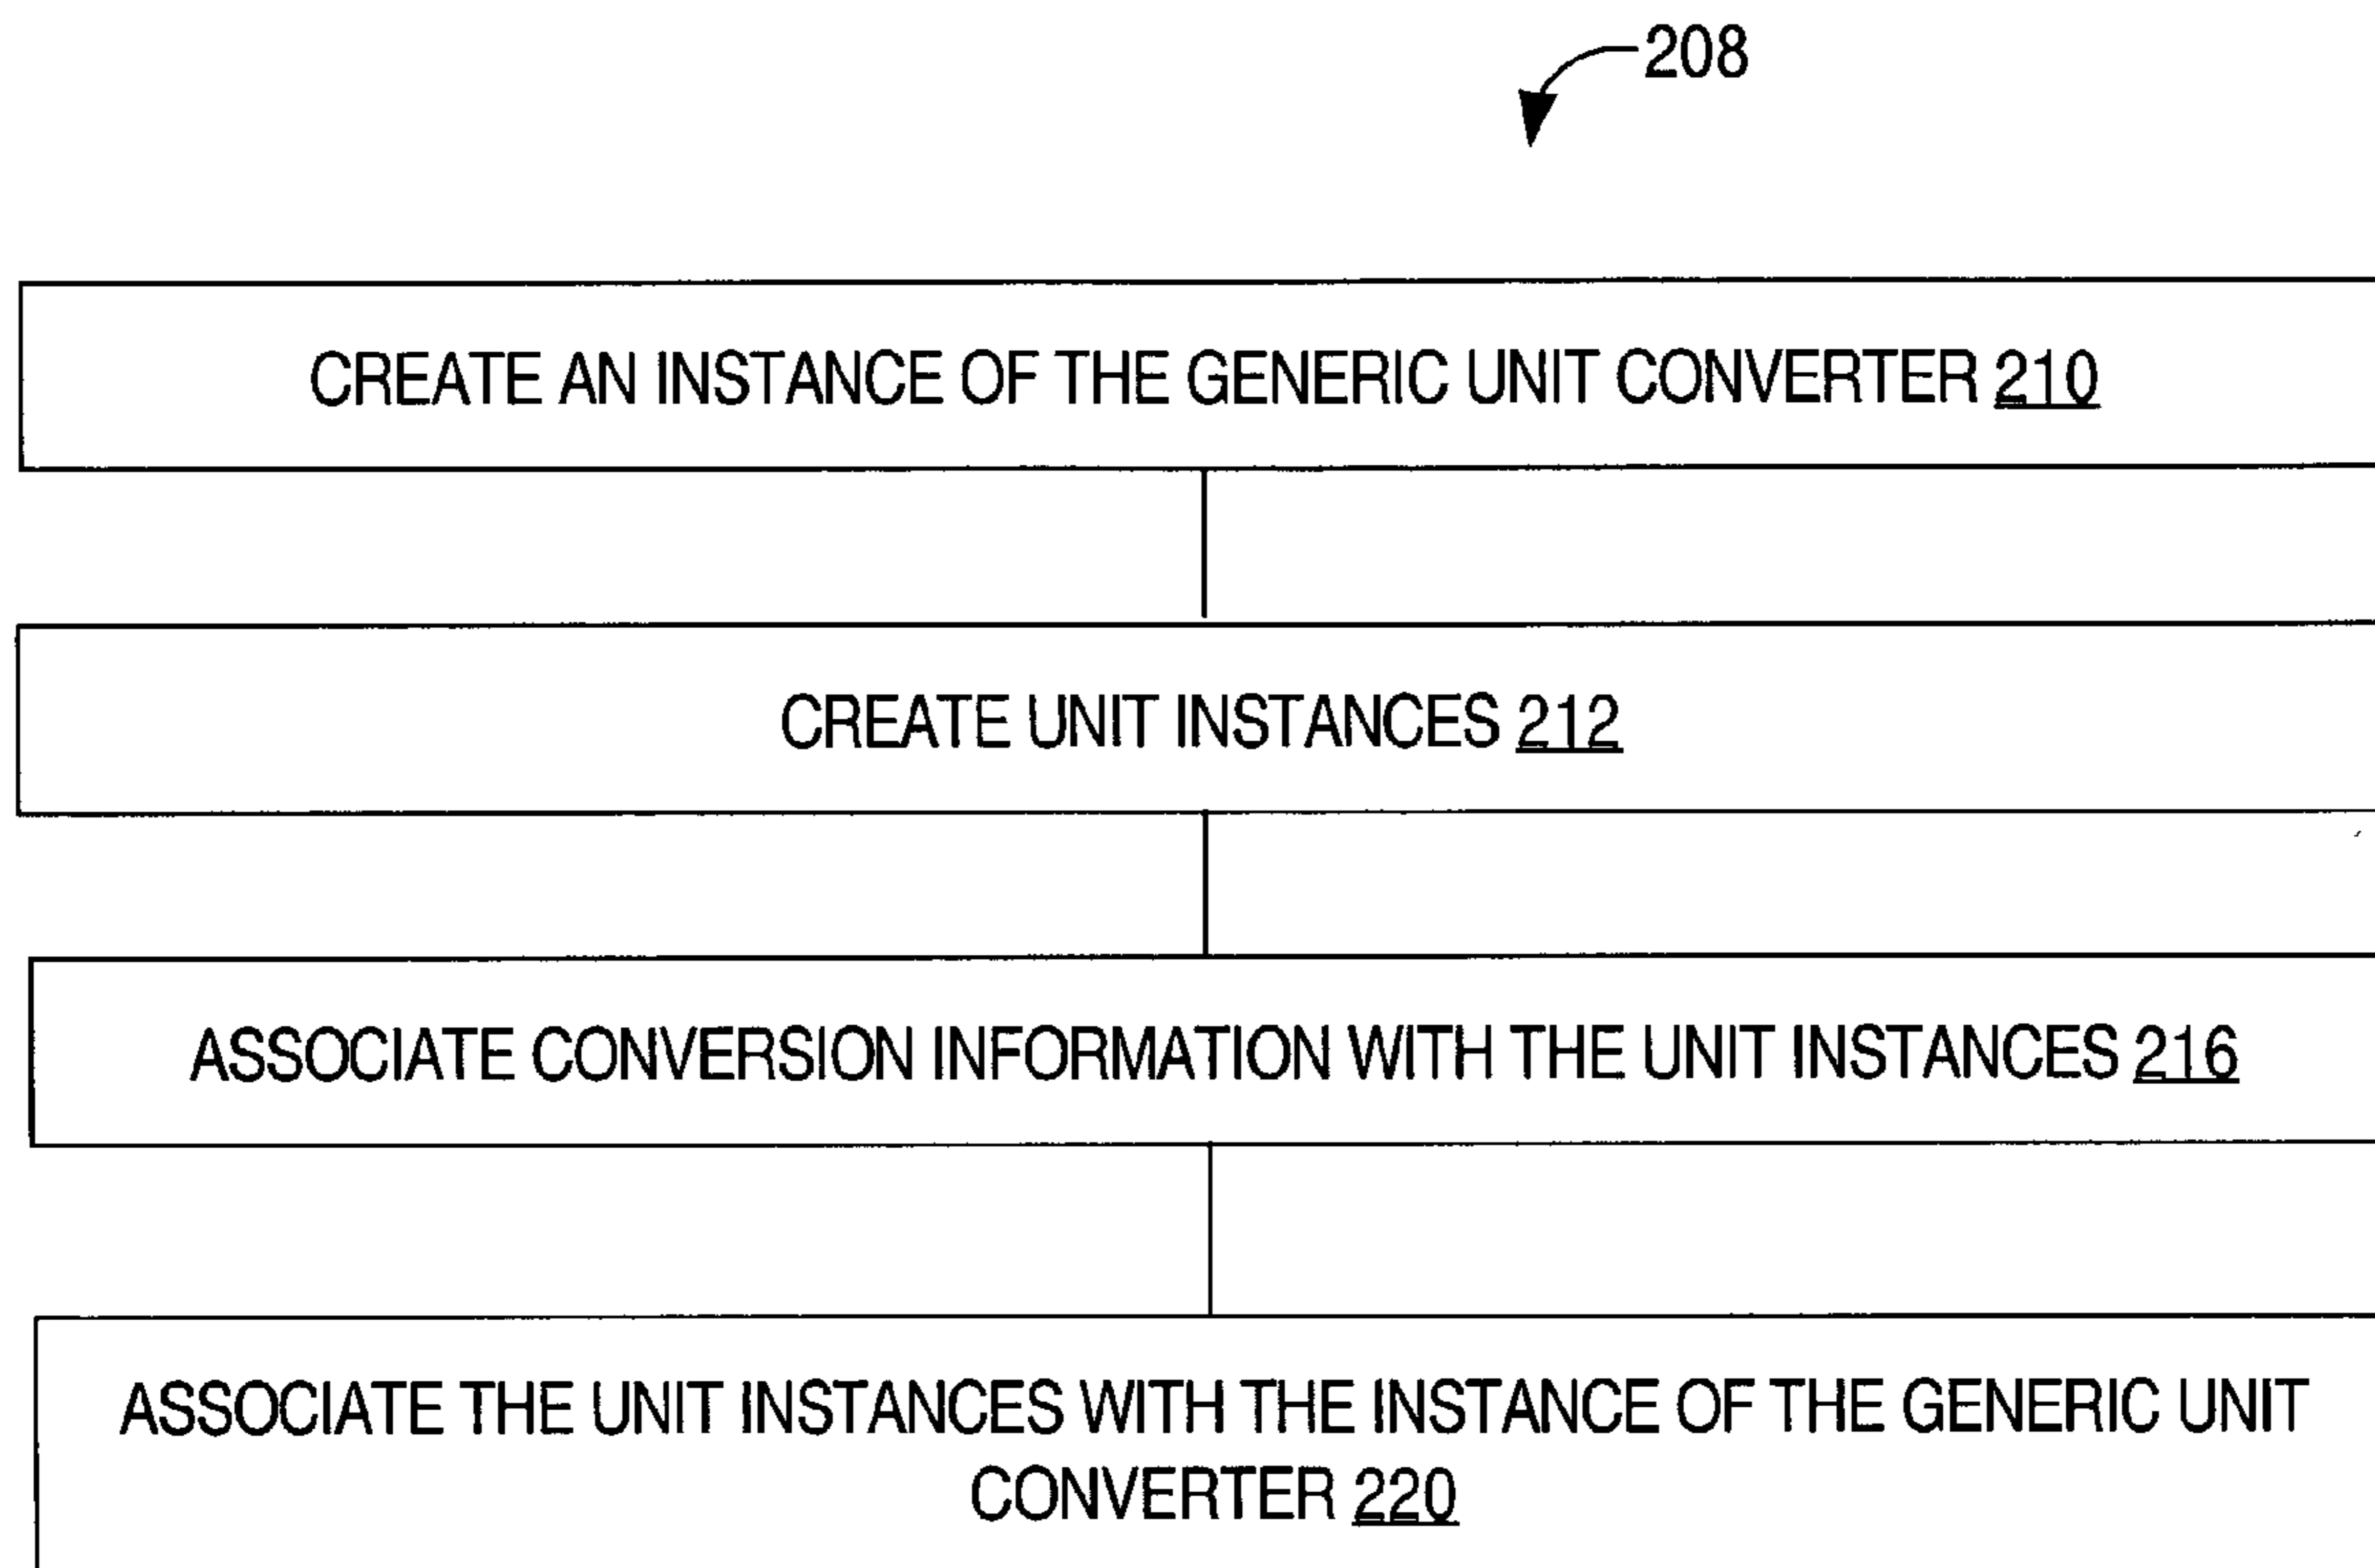 208
CREATE AN INSTANCE OF THE GENERIC UNIT CONVERTER 210
CREATE UNIT INSTANCES 212
ASSOCIATE CONVERSION INFORMATION WITH THE UNIT INSTANCES 216
ASSOCIATE THE UNIT INSTANCES WITH THE INSTANCE OF THE GENERIC UNIT
CONVERTER 220